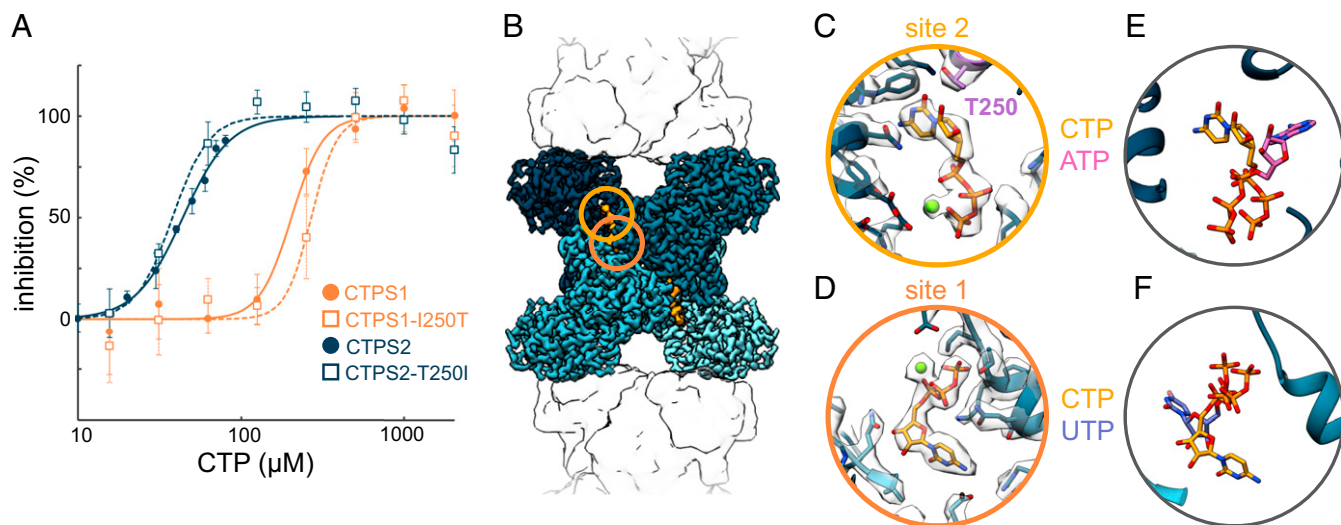 A
inhibition (%)
100
50
0
10
100
1000
CTP (µM)
CTPS1
CTPS1-I250T
CTPS2
CTPS2-T250I
B
C
site 2
T250
D
site 1
CTP
ATP
CTP
UTP
E
F